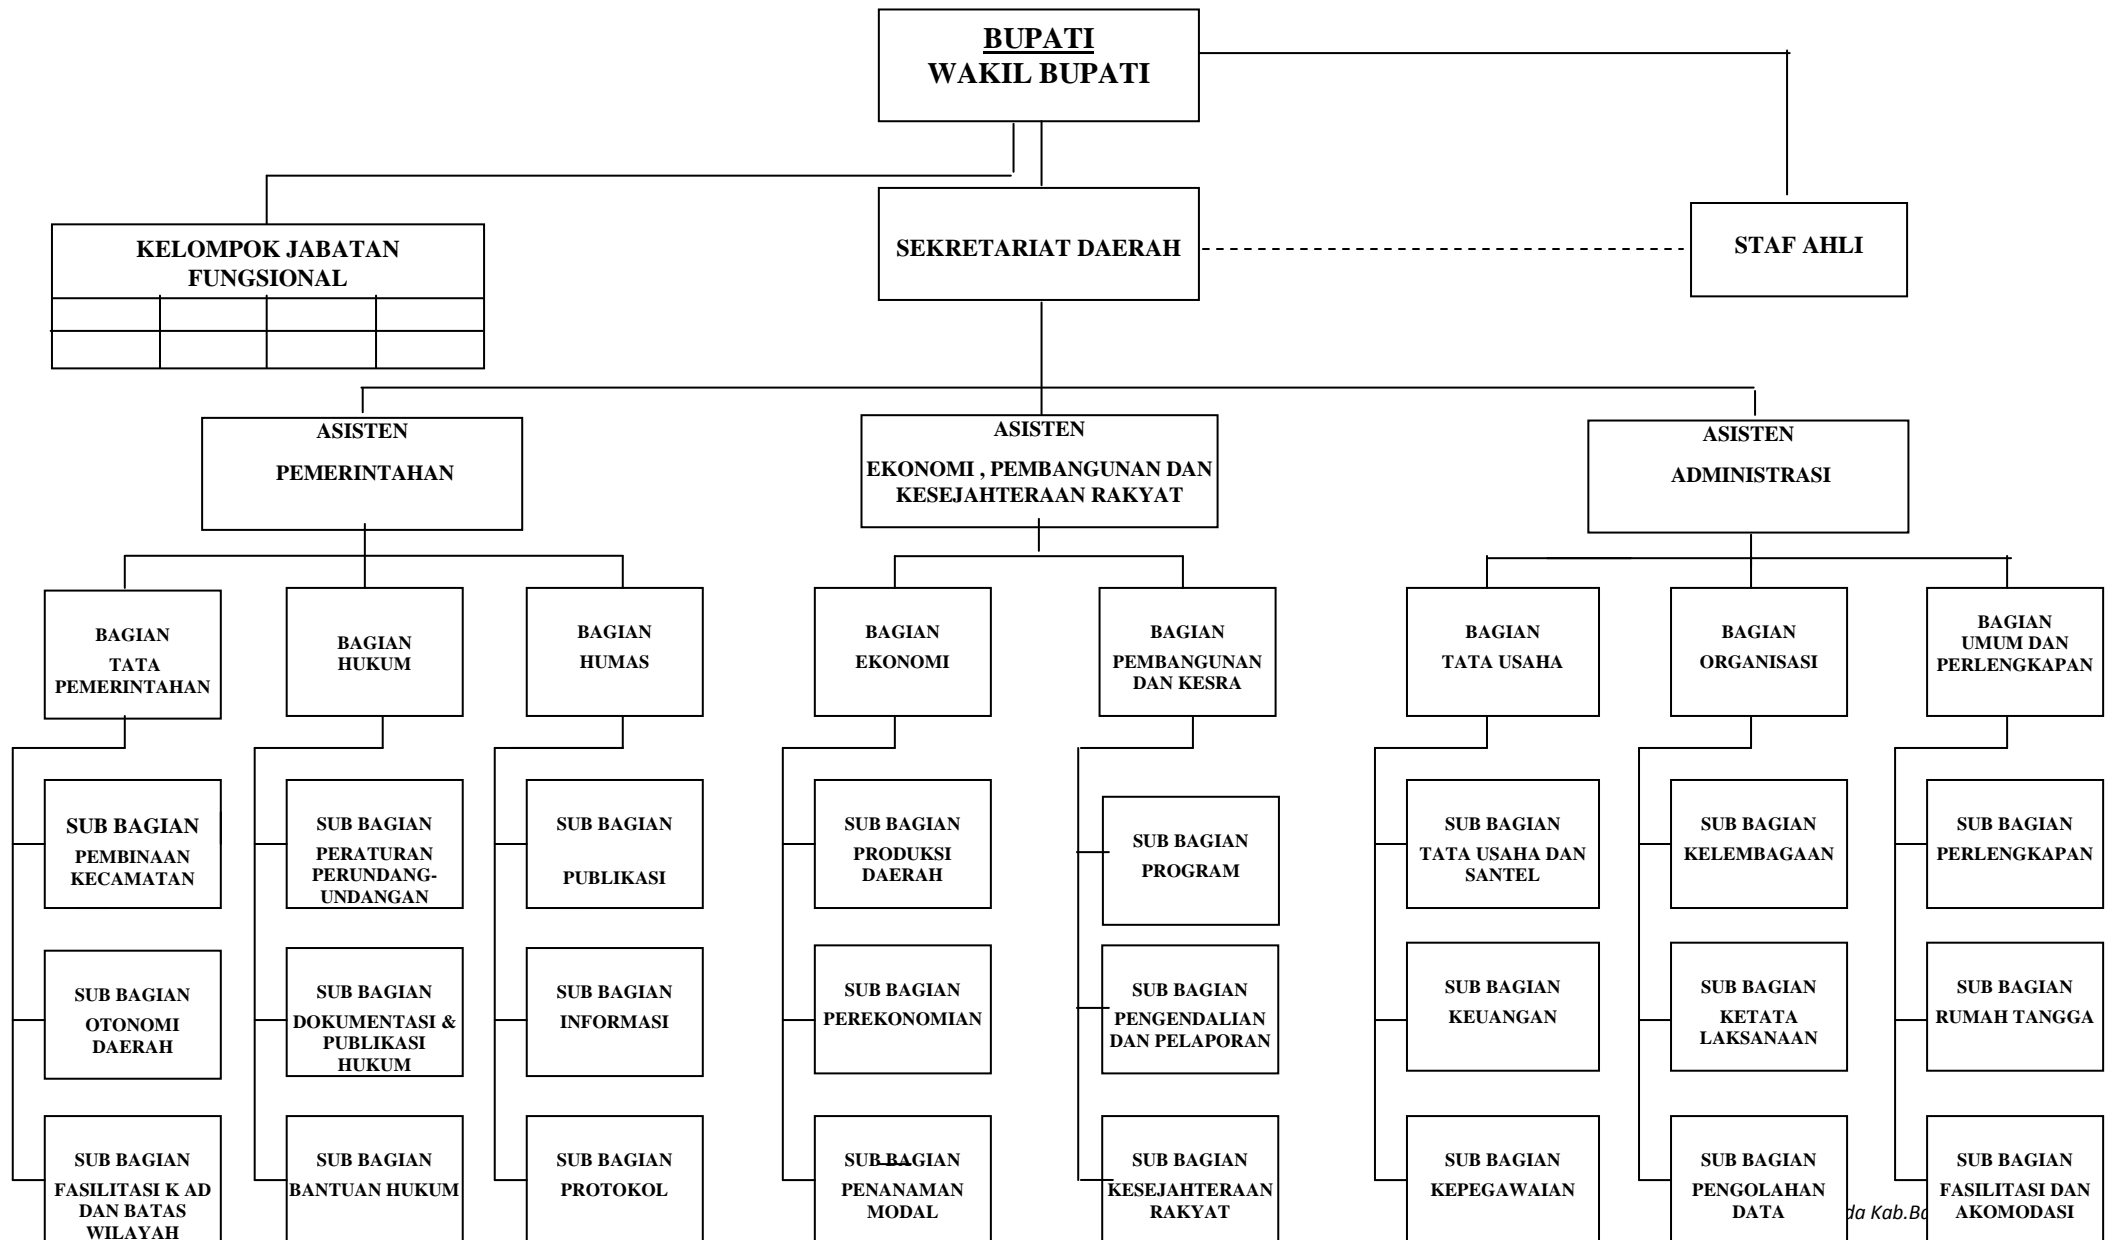 BUPATI
WAKIL BUPATI
SEKRETARIAT DAERAH
STAF AHLI
KELOMPOK JABATAN
FUNGSIONAL
ASISTEN
PEMERINTAHAN
ASISTEN
EKONOMI , PEMBANGUNAN DAN
KESEJAHTERAAN RAKYAT
ASISTEN
ADMINISTRASI
BAGIAN
TATA
PEMERINTAHAN
BAGIAN
HUKUM
BAGIAN
HUMAS
BAGIAN
EKONOMI
BAGIAN
PEMBANGUNAN
DAN KESRA
BAGIAN
TATA USAHA
BAGIAN
ORGANISASI
BAGIAN
UMUM DAN
PERLENGKAPAN
SUB BAGIAN
PEMBINAAN
KECAMATAN
SUB BAGIAN
PERATURAN
PERUNDANG-
UNDANGAN
SUB BAGIAN
PUBLIKASI
SUB BAGIAN
PRODUKSI
DAERAH
SUB BAGIAN
PROGRAM
SUB BAGIAN
TATA USAHA DAN
SANTEL
SUB BAGIAN
KELEMBAGAAN
SUB BAGIAN
PERLENGKAPAN
SUB BAGIAN
OTONOMI
DAERAH
SUB BAGIAN
DOKUMENTASI &
PUBLIKASI
HUKUM
SUB BAGIAN
INFORMASI
SUB BAGIAN
PEREKONOMIAN
SUB BAGIAN
PENGENDALIAN
DAN PELAPORAN
SUB BAGIAN
KEUANGAN
SUB BAGIAN
KETATA
LAKSANAAN
SUB BAGIAN
RUMAH TANGGA
SUB BAGIAN
FASILITASI K AD
DAN BATAS
WILAYAH
SUB BAGIAN
BANTUAN HUKUM
SUB BAGIAN
PROTOKOL
SUB BAGIAN
PENANAMAN
MODAL
SUB BAGIAN
KESEJAHTERAAN
RAKYAT
SUB BAGIAN
KEPEGAWAIAN
SUB BAGIAN
PENGOLAHAN
DATA
SUB BAGIAN
FASILITASI DAN
AKOMODASI
Kab.